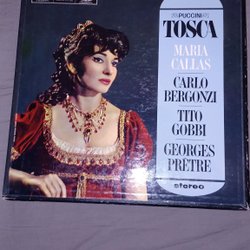 PUCCINI
TOSCA
MARIA
CALLAS
CARLO
BERGONZI
TITO
GOBBI
GEORGES
PRÊTRE
stereo